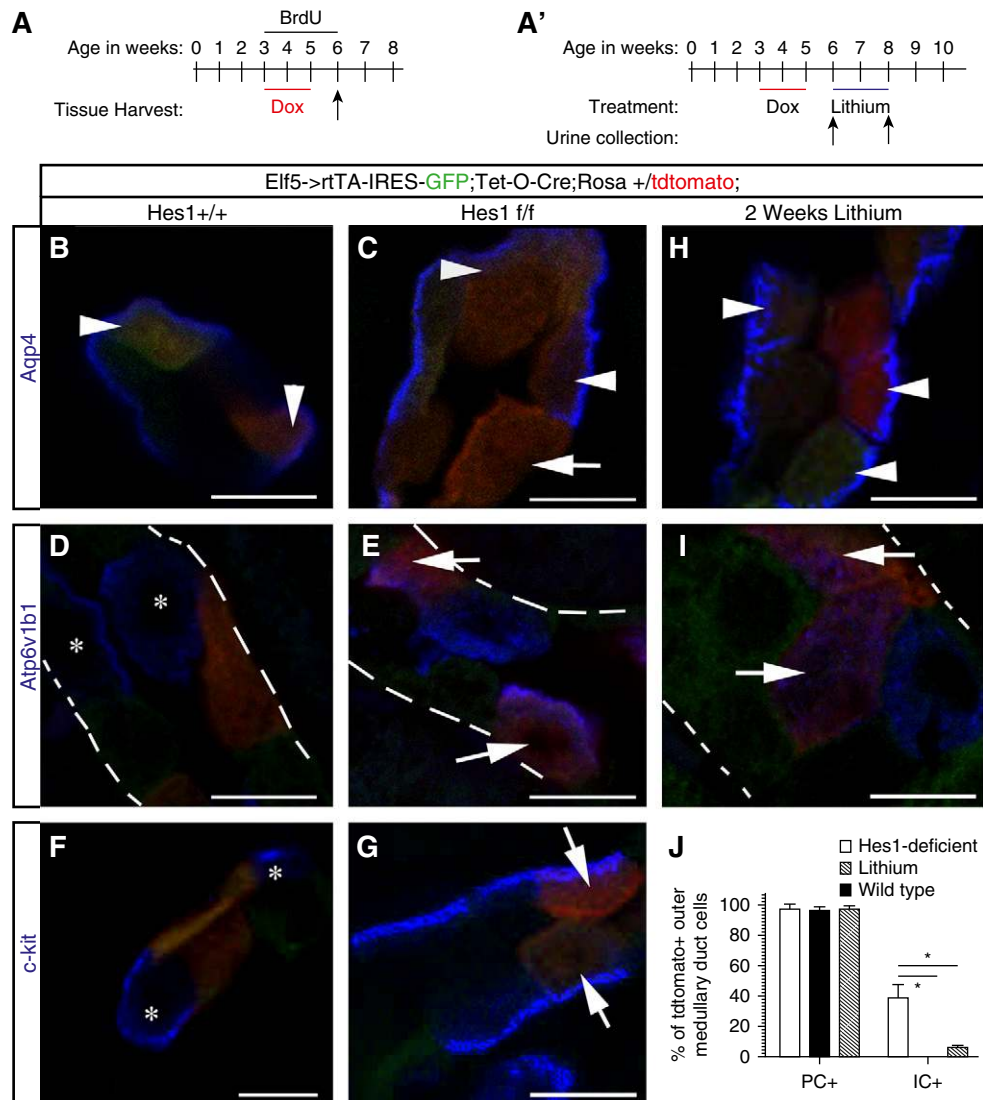 A
BrdU
Age in weeks: 0 1 2 3 4 5 6 7 8
Dox
Tissue Harvest:
A'
Age in weeks: 0 1 2 3 4 5 6 7 8 9 10
Treatment: Dox Lithium
Urine collection:
Elf5->rtTA-IRES-GFP;Tet-O-Cre;Rosa +/tdtomato;
Hes1+/+ Hes1 f/f 2 Weeks Lithium
Aqp4
B C H
Atp6v1b1
D E I
* *
c-kit
F G
* *
J
Hes1-deficient
Lithium
Wild type
% of tdtomato+ outer
medullary duct cells
100
80
60
40
20
0
* *
PC+ IC+